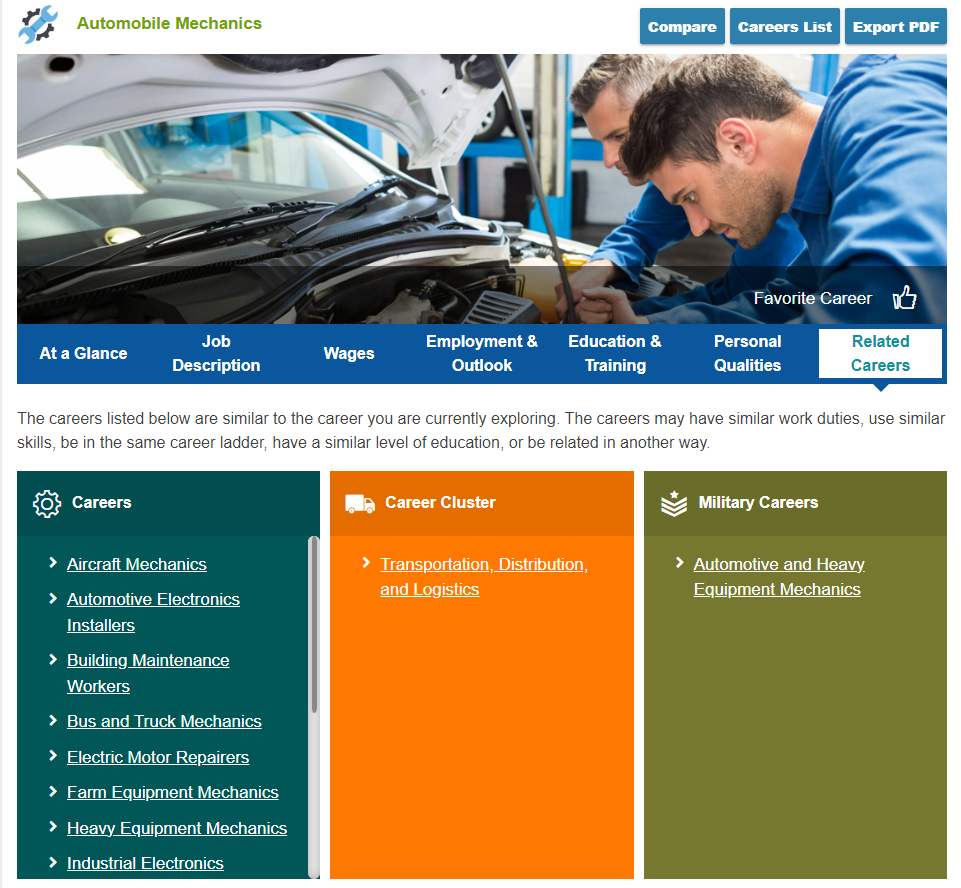 Automobile Mechanics
Compare
Careers List
Export PDF
Favorite Career
At a Glance
Job
Description
Wages
Employment &
Outlook
Education &
Training
Personal
Qualities
Related
Careers
The careers listed below are similar to the career you are currently exploring. The careers may have similar work duties, use similar
skills, be in the same career ladder, have a similar level of education, or be related in another way.
Careers
Aircraft Mechanics
Automotive Electronics
Installers
Building Maintenance
Workers
Bus and Truck Mechanics
Electric Motor Repairers
Farm Equipment Mechanics
Heavy Equipment Mechanics
Industrial Electronics
Career Cluster
Transportation, Distribution,
and Logistics
Military Careers
Automotive and Heavy
Equipment Mechanics